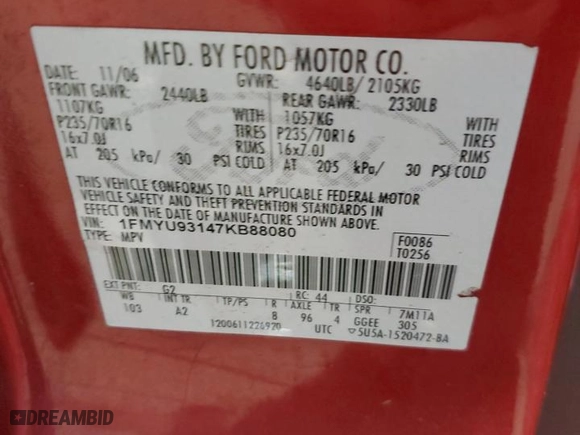 MFD. BY FORD MOTOR CO.
DATE: 11/06 GVWR: 4640LB/ 2105KG
FRONT GAWR: 2440LB REAR GAWR: 2330LB
1107KG WITH 1057KG WITH
P235/70R16 TIRES P235/70R16 TIRES
16x7.0J RIMS 16x7.0J RIMS
AT 205 kPa/ 30 PSI COLD AT 205 kPa/ 30 PSI COLD
THIS VEHICLE CONFORMS TO ALL APPLICABLE FEDERAL MOTOR
VEHICLE SAFETY AND THEFT PREVENTION STANDARDS IN
EFFECT ON THE DATE OF MANUFACTURE SHOWN ABOVE.
VIN: 1FMYU93147KB88080 F0086
TYPE: MPV T0256
EXT PNT: G2 RC: 44 DSO:
WB INT TR TP/PS R AXLE TR SPR 7M11A
103 A2 8 96 4 GGEE 305
UTC 5U5A-1520472-BA
Ford
DREAMBID